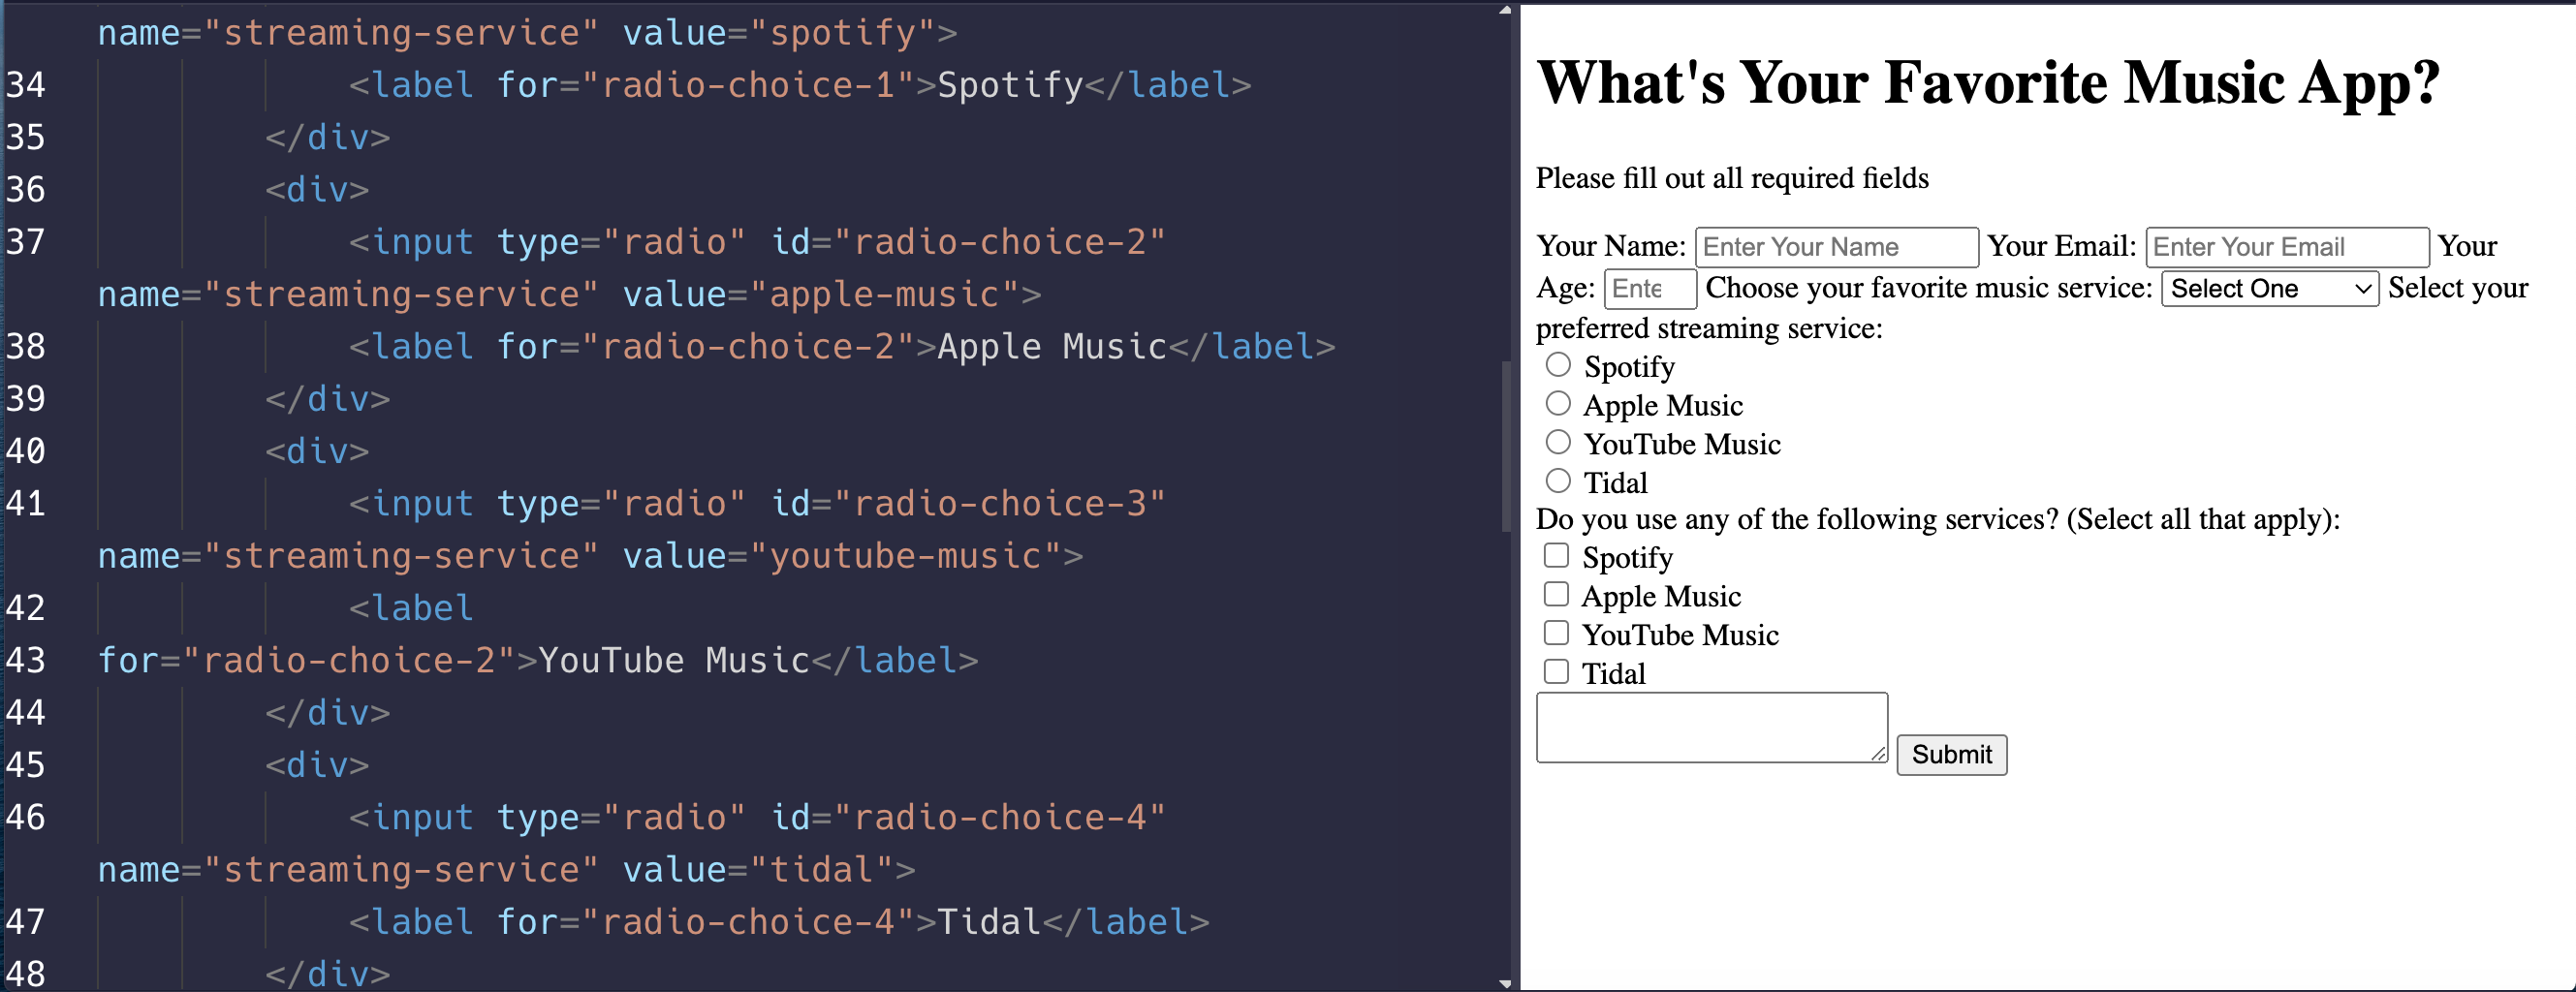 name="streaming-service" value="spotify">
34 <label for="radio-choice-1">Spotify</label>
35 </div>
36 <div>
37 <input type="radio" id="radio-choice-2"
name="streaming-service" value="apple-music">
38 <label for="radio-choice-2">Apple Music</label>
39 </div>
40 <div>
41 <input type="radio" id="radio-choice-3"
name="streaming-service" value="youtube-music">
42 <label
43 for="radio-choice-2">YouTube Music</label>
44 </div>
45 <div>
46 <input type="radio" id="radio-choice-4"
name="streaming-service" value="tidal">
47 <label for="radio-choice-4">Tidal</label>
48 </div>
What's Your Favorite Music App?
Please fill out all required fields
Your Name: Enter Your Name Your Email: Enter Your Email Your
Age: Ente Choose your favorite music service: Select One Select your
preferred streaming service:
Spotify
Apple Music
YouTube Music
Tidal
Do you use any of the following services? (Select all that apply):
Spotify
Apple Music
YouTube Music
Tidal
Submit